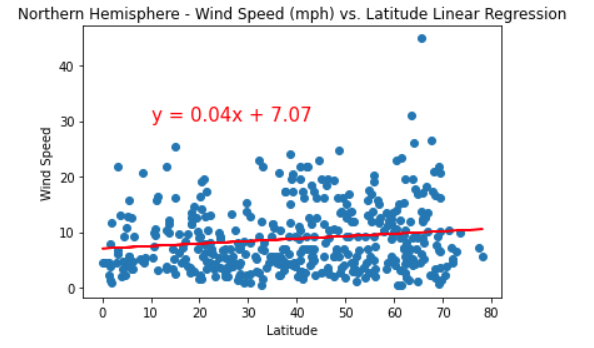 Northern Hemisphere - Wind Speed (mph) vs. Latitude Linear Regression
40
30
20
10
0
Wind Speed
y = 0.04x + 7.07
0 10 20 30 40 50 60 70 80
Latitude